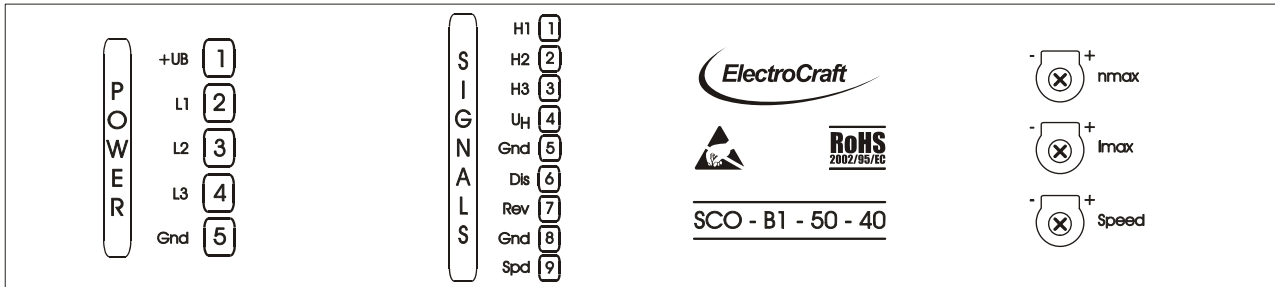 POWER
+UB 1
L1 2
L2 3
L3 4
Gnd 5
SIGNALS
H1 1
H2 2
H3 3
UH 4
Gnd 5
Dis 6
Rev 7
Gnd 8
Spd 9
ElectroCraft
RoHS
2002/95/EC
SCO - B1 - 50 - 40
- +
nmax
- +
Imax
- +
Speed